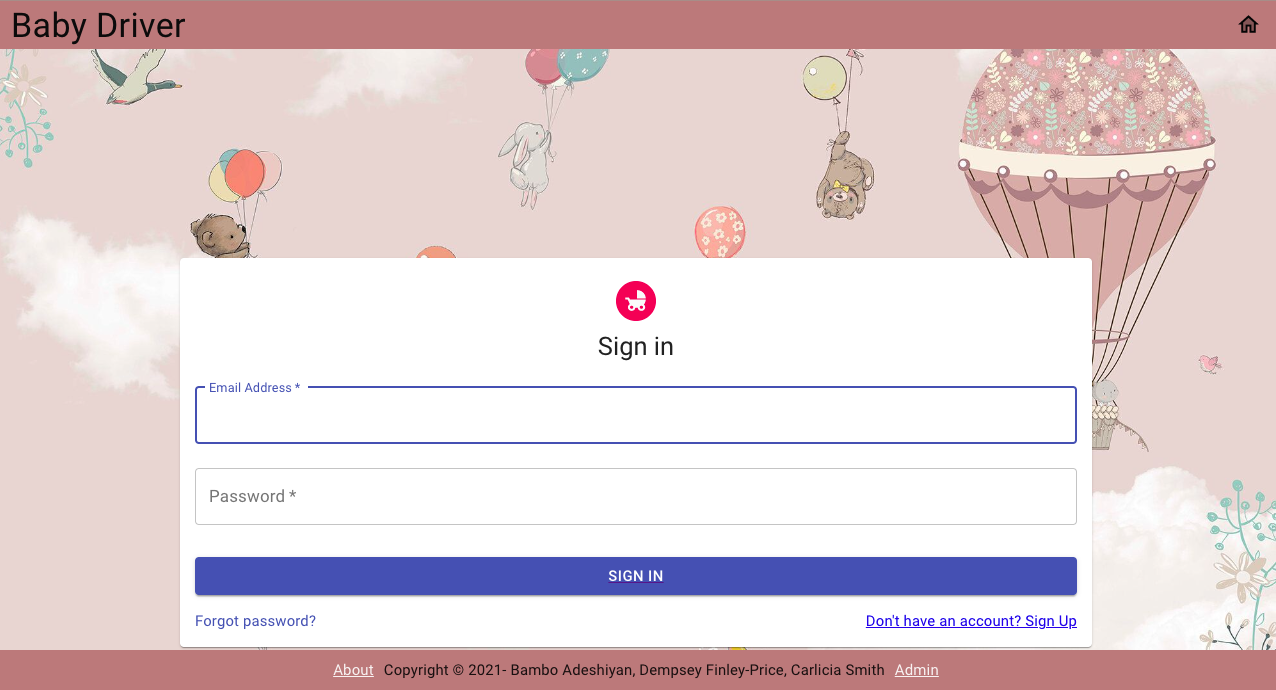 Baby Driver
Sign in
Email Address *
Password *
SIGN IN
Forgot password? Don't have an account? Sign Up
About Copyright © 2021- Bambo Adeshiyan, Dempsey Finley-Price, Carlicia Smith Admin